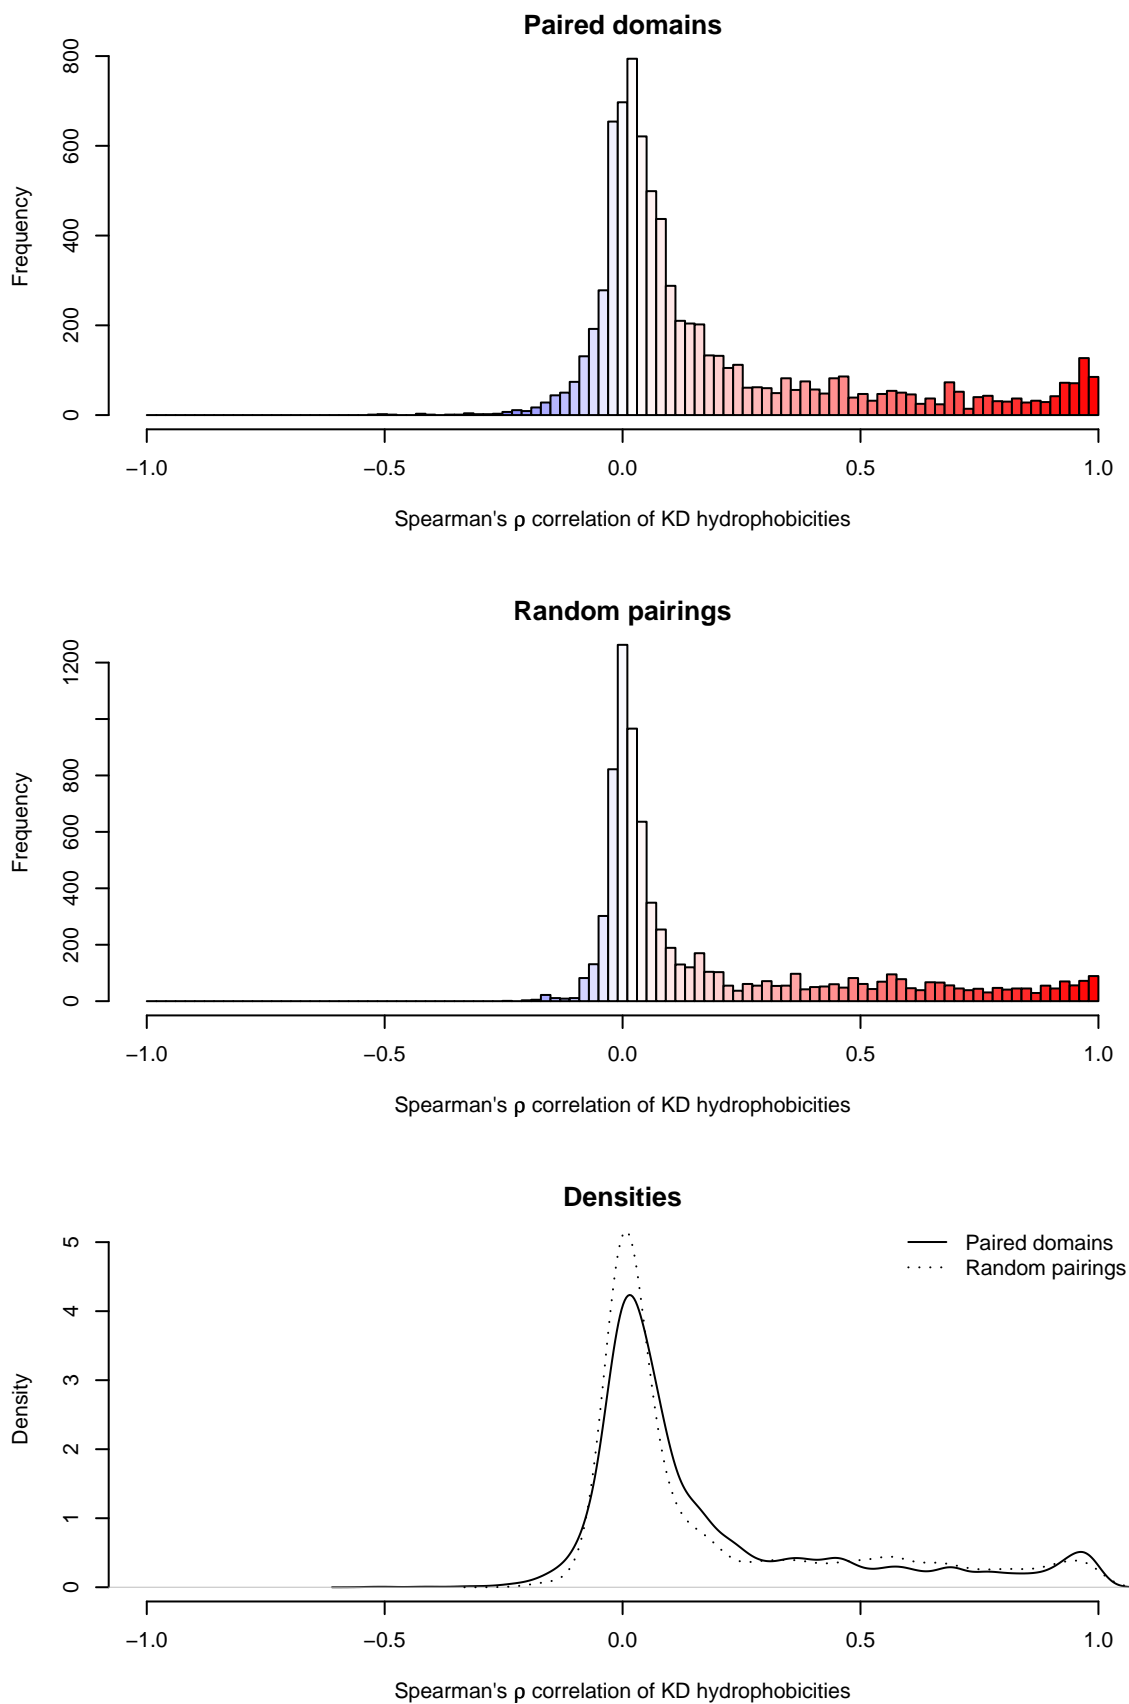 Paired domains
800
600
400
200
0
Frequency
−1.0 −0.5 0.0 0.5 1.0
Spearman's ρ correlation of KD hydrophobicities
Random pairings
1200
800
600
400
200
0
Frequency
−1.0 −0.5 0.0 0.5 1.0
Spearman's ρ correlation of KD hydrophobicities
Densities
5
4
3
2
1
0
Density
Paired domains
Random pairings
−1.0 −0.5 0.0 0.5 1.0
Spearman's ρ correlation of KD hydrophobicities